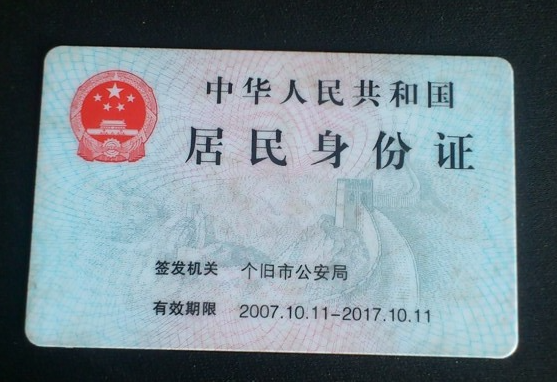 中华人民共和国
居民身份证
签发机关 个旧市公安局
有效期限 2007.10.11-2017.10.11